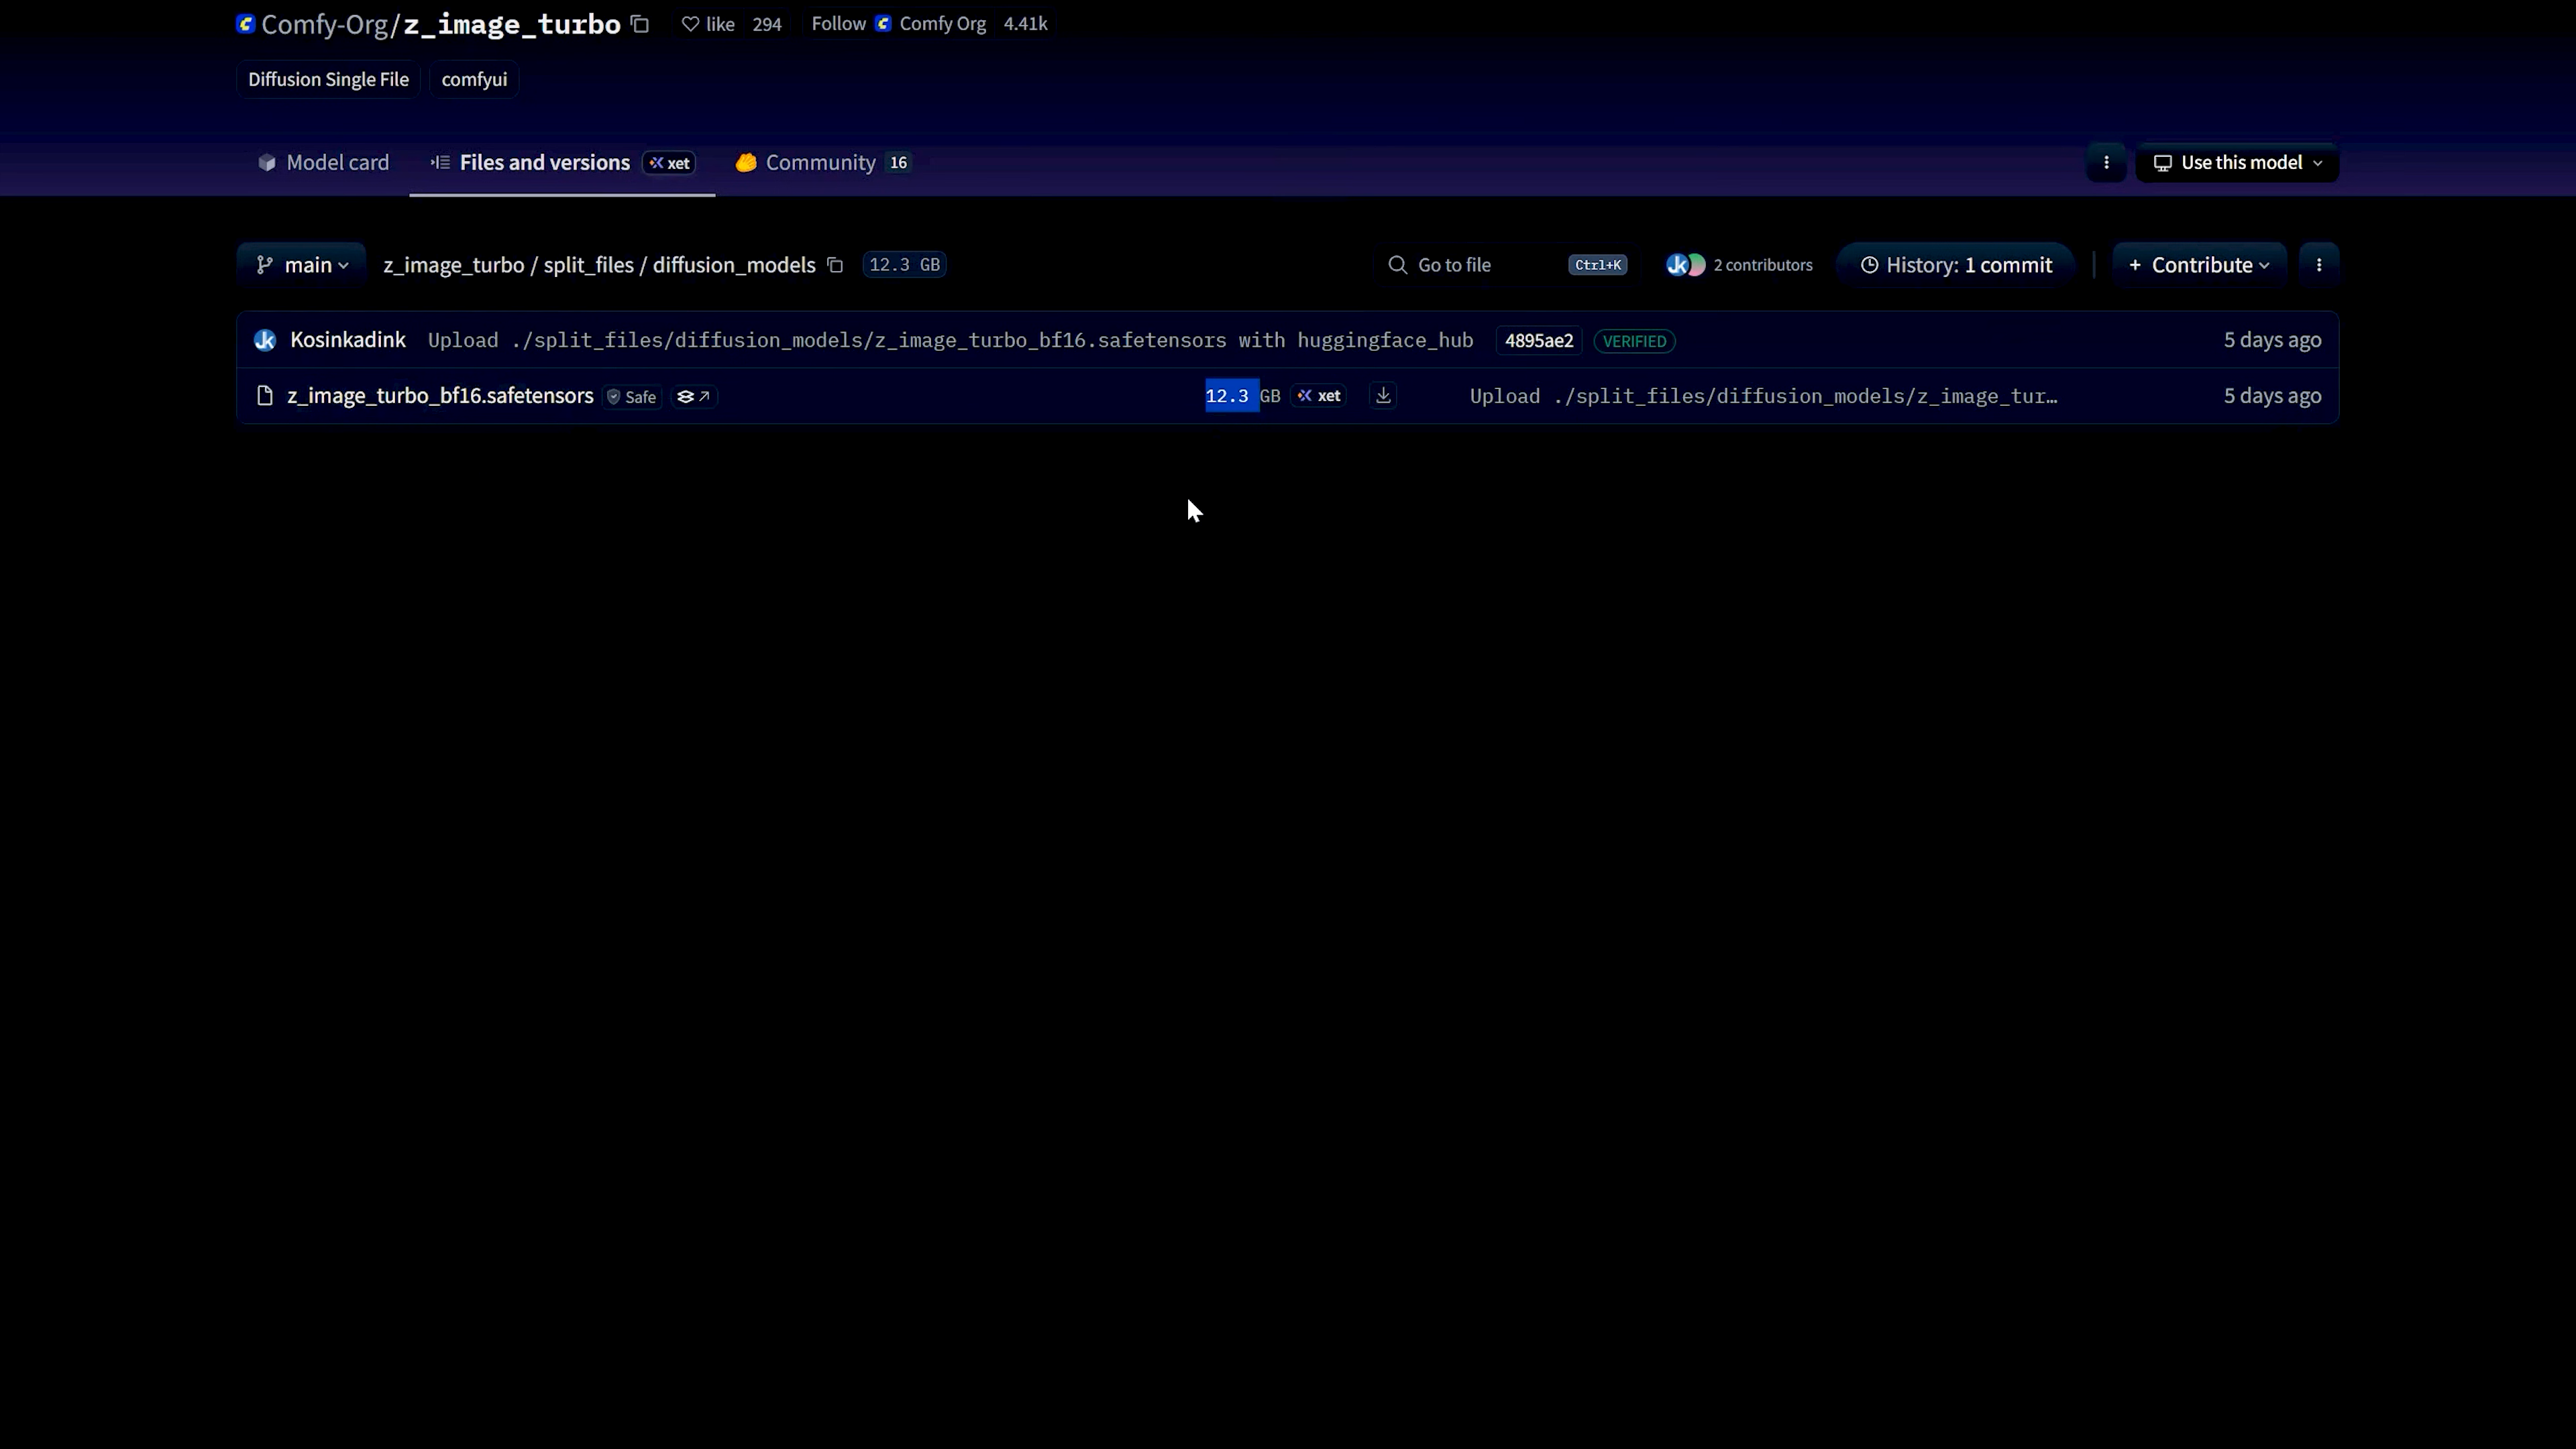 Comfy-Org/z_image_turbo like 294 Follow Comfy Org 4.41k
Diffusion Single File comfyui
Model card Files and versions xet Community 16 Use this model
main z_image_turbo / split_files / diffusion_models 12.3 GB Go to file Ctrl+K 2 contributors History: 1 commit + Contribute
Kosinkadink Upload ./split_files/diffusion_models/z_image_turbo_bf16.safetensors with huggingface_hub 4895ae2 VERIFIED 5 days ago
z_image_turbo_bf16.safetensors Safe 12.3 GB xet Upload ./split_files/diffusion_models/z_image_tur… 5 days ago